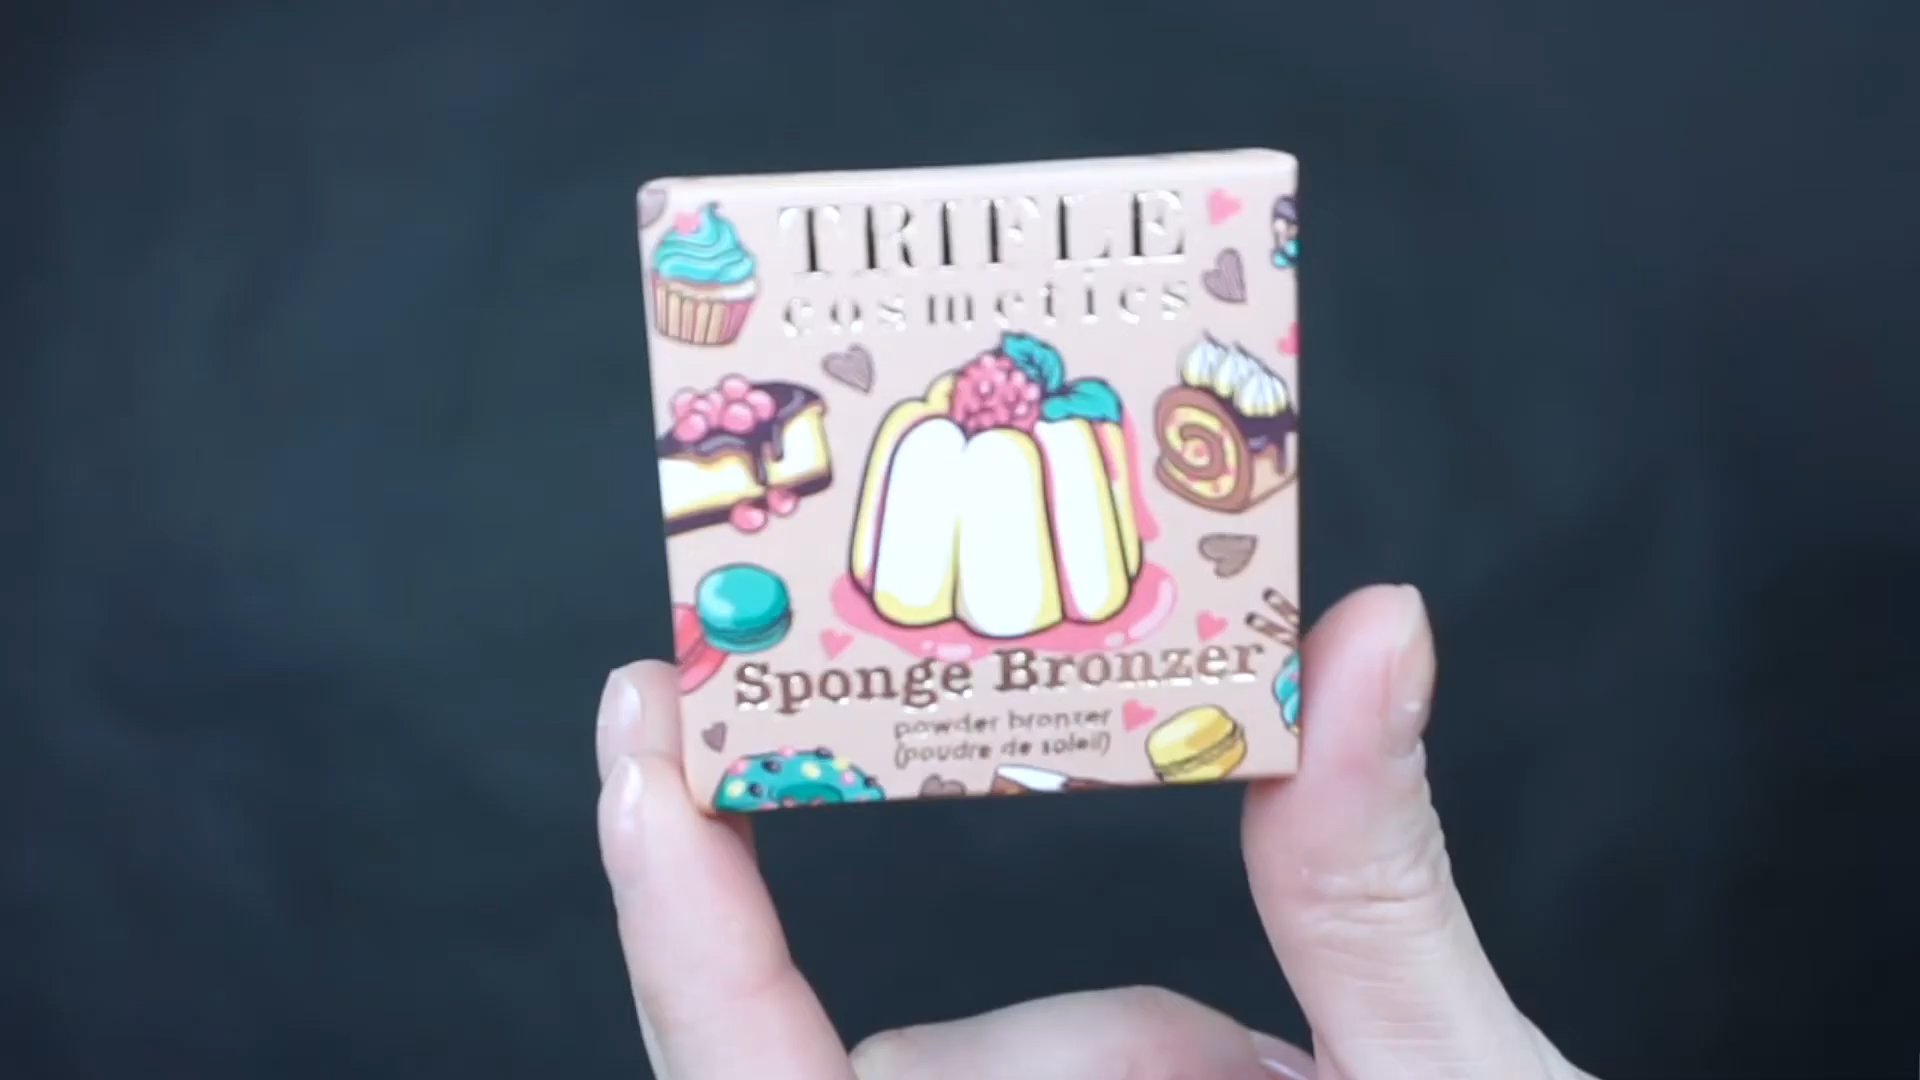 TRIFLE
cosmetics
Sponge Bronzer
powder bronzer
(poudre de soleil)